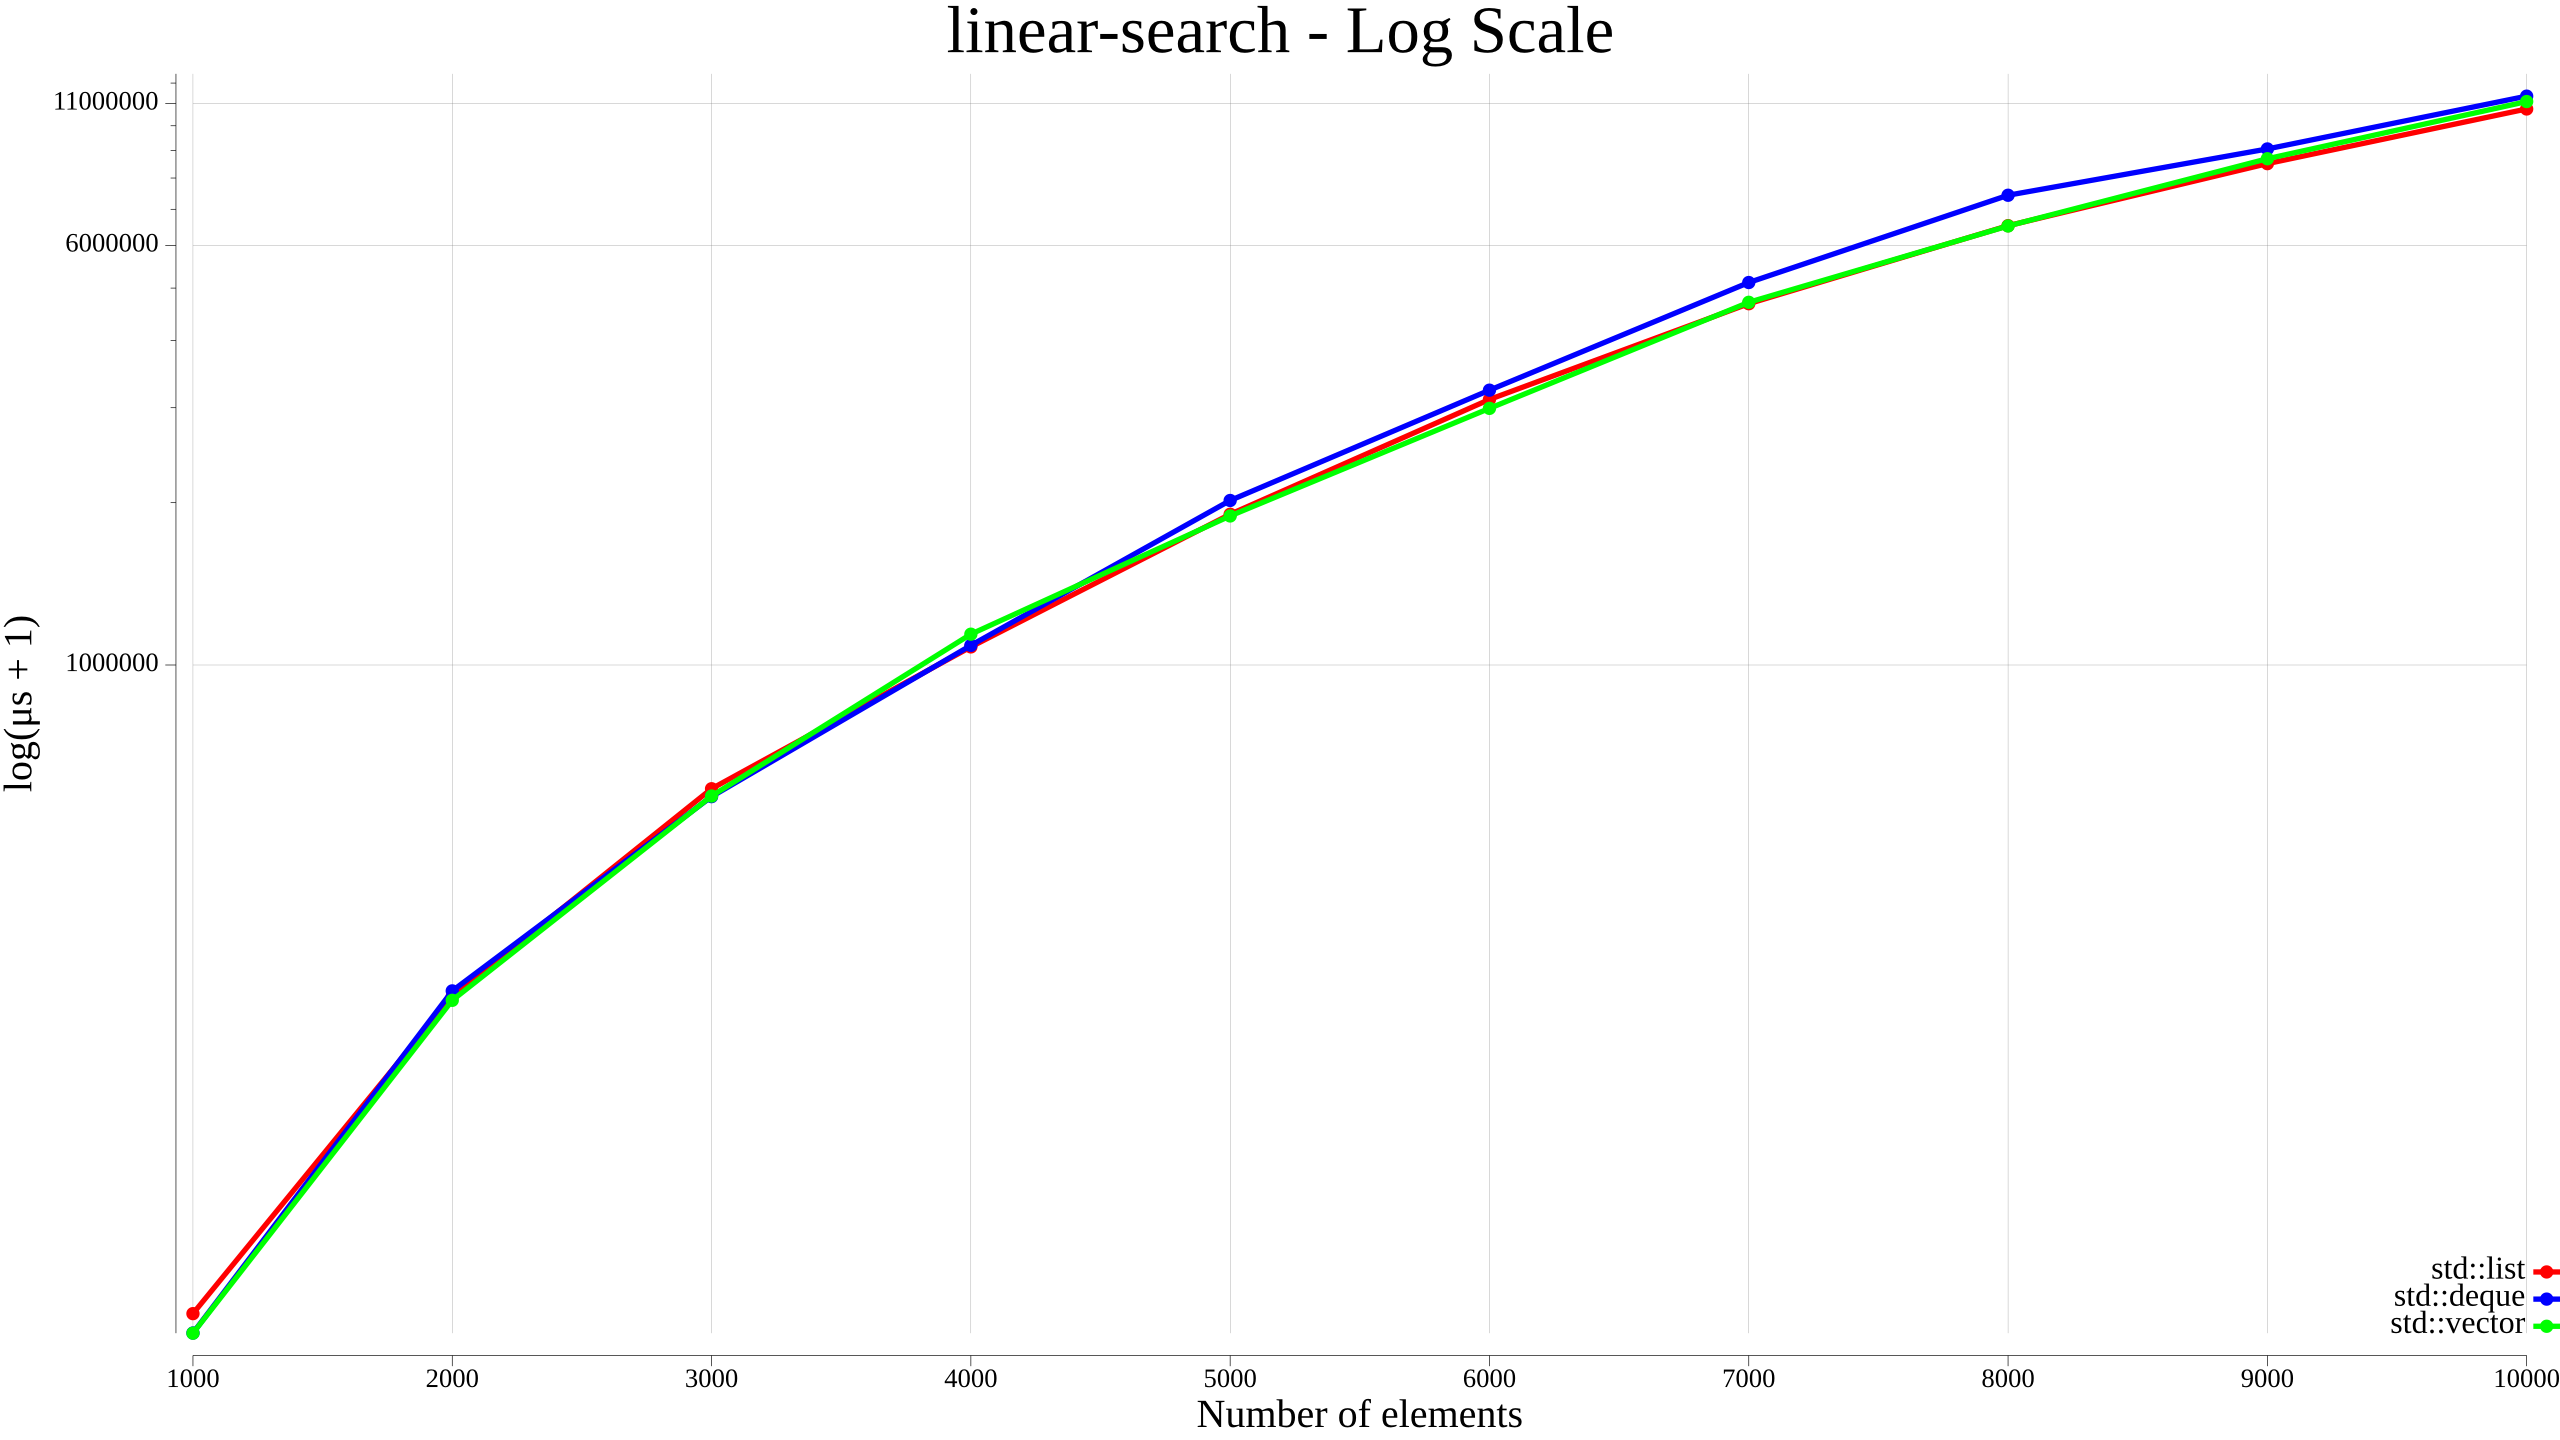 linear-search - Log Scale
11000000
6000000
1000000
log(μs + 1)
std::list
std::deque
std::vector
1000 2000 3000 4000 5000 6000 7000 8000 9000 10000
Number of elements